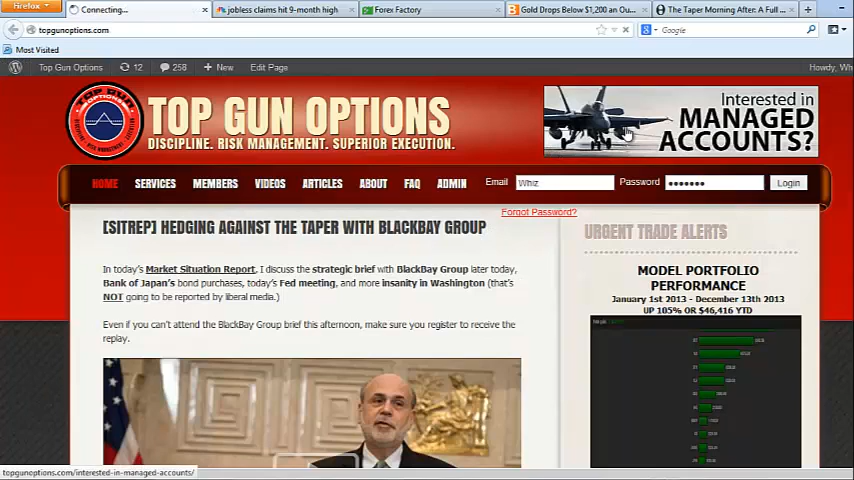 Firefox
Connecting...
jobless claims hit 9-month high
Forex Factory
Gold Drops Below $1,200 an Ou...
The Taper Morning After: A Full ...
topgunoptions.com
Google
Most Visited
Top Gun Options
12
258
New
Edit Page
Howdy, Wh
TOP GUN OPTIONS
DISCIPLINE. RISK MANAGEMENT. SUPERIOR EXECUTION.
Interested in
MANAGED
ACCOUNTS?
HOME SERVICES MEMBERS VIDEOS ARTICLES ABOUT FAQ ADMIN
Email Whiz Password Login
Forgot Password?
[SITREP] HEDGING AGAINST THE TAPER WITH BLACKBAY GROUP
In today's Market Situation Report, I discuss the strategic brief with BlackBay Group later today,
Bank of Japan's bond purchases, today's Fed meeting, and more insanity in Washington (that's
NOT going to be reported by liberal media.)
Even if you can't attend the BlackBay Group brief this afternoon, make sure you register to receive the
replay.
URGENT TRADE ALERTS
MODEL PORTFOLIO
PERFORMANCE
January 1st 2013 - December 13th 2013
UP 105% OR $46,416 YTD
topgunoptions.com/interested-in-managed-accounts/